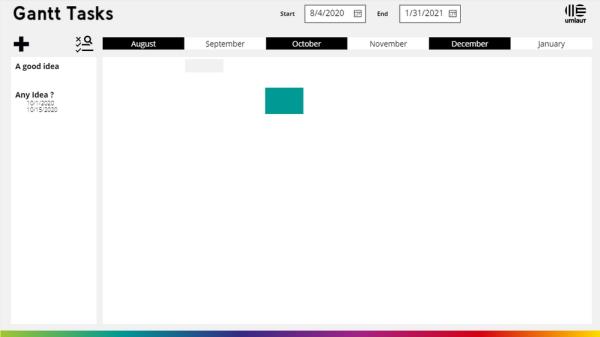 Gantt Tasks
Start 8/4/2020 End 1/31/2021
umlaut
August September October November December January
A good idea
Any Idea ?
10/1/2020
10/15/2020